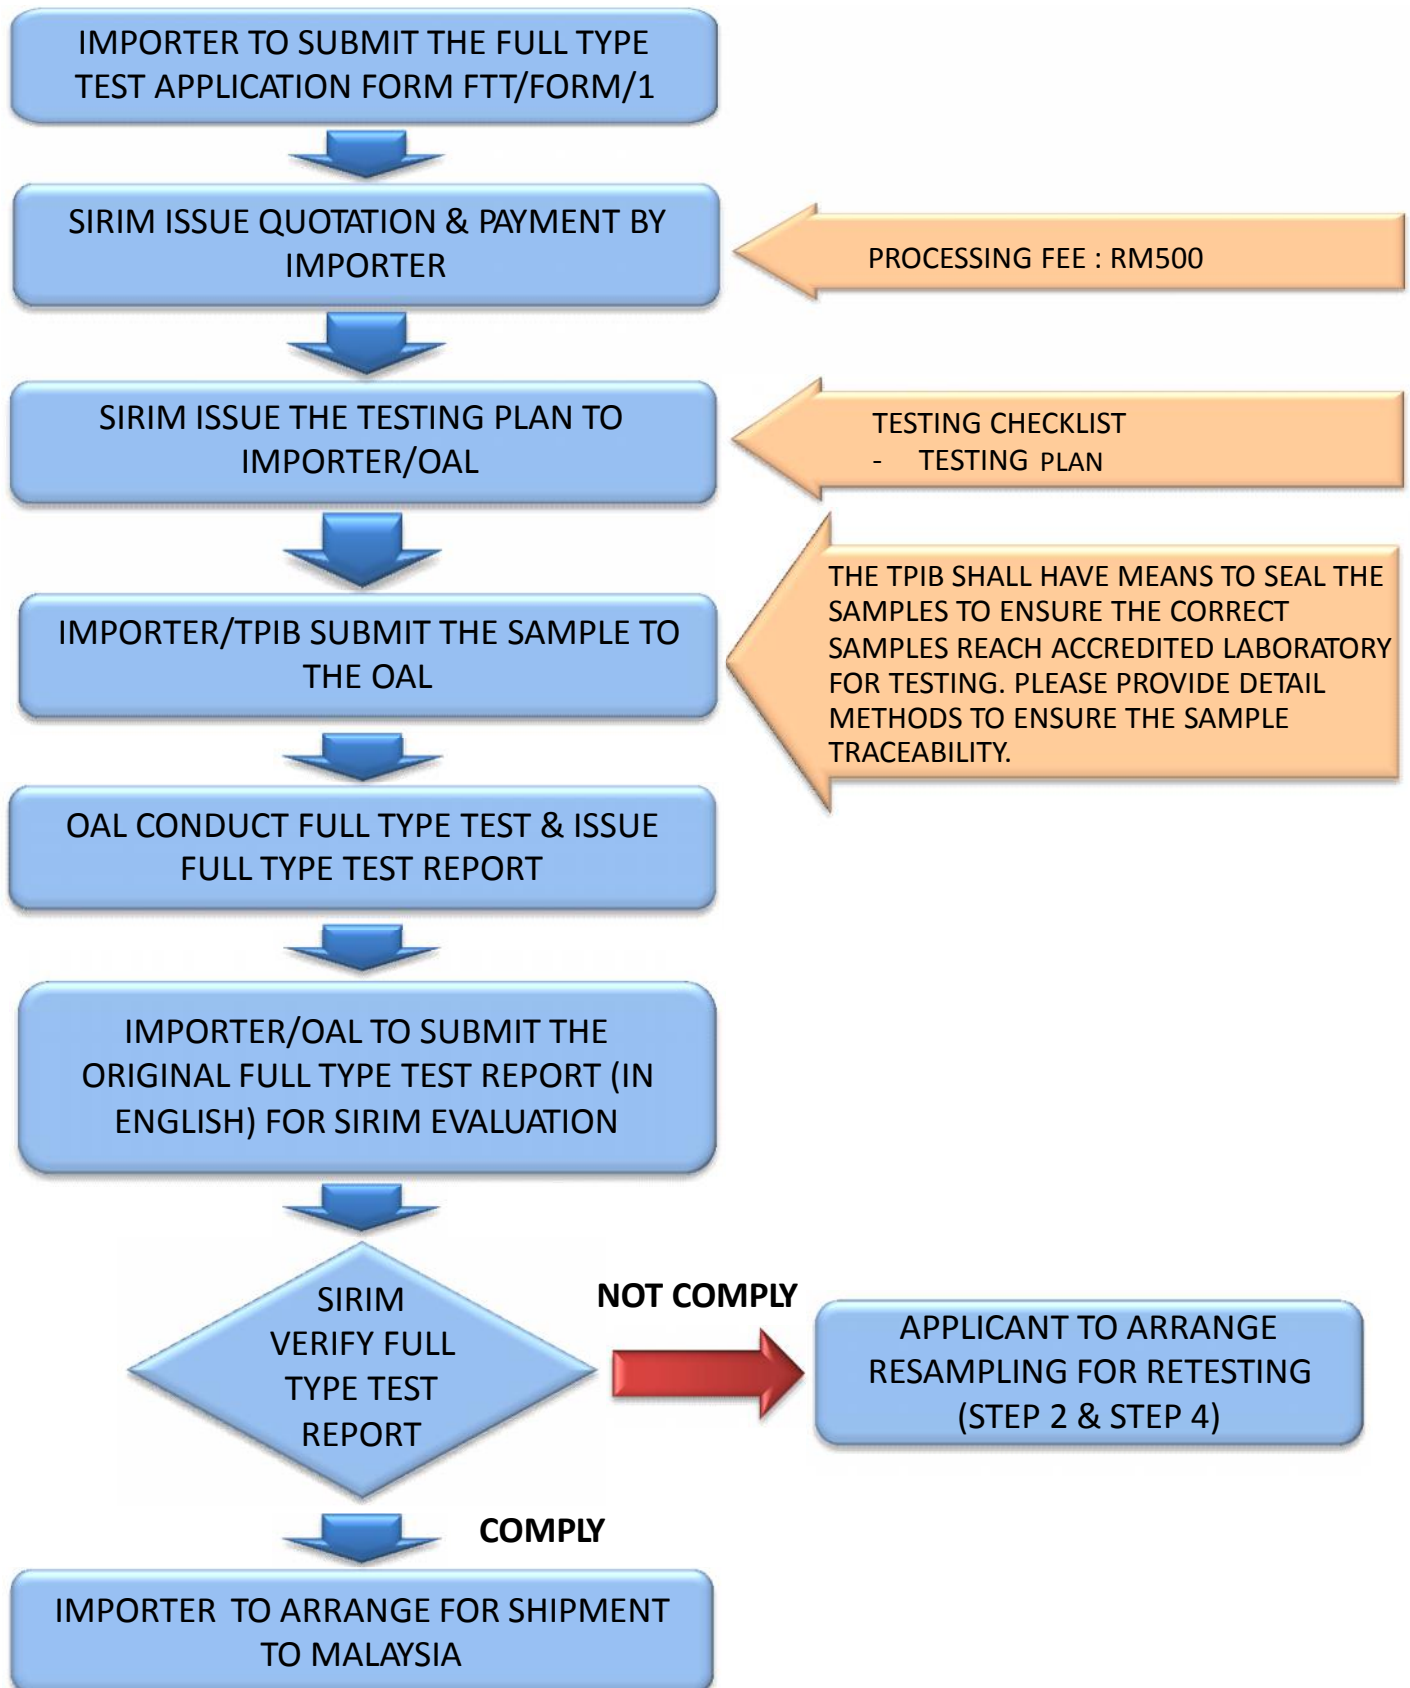 IMPORTER TO SUBMIT THE FULL TYPE
TEST APPLICATION FORM FTT/FORM/1
SIRIM ISSUE QUOTATION & PAYMENT BY
IMPORTER
PROCESSING FEE : RM500
SIRIM ISSUE THE TESTING PLAN TO
IMPORTER/OAL
TESTING CHECKLIST
- TESTING PLAN
IMPORTER/TPIB SUBMIT THE SAMPLE TO
THE OAL
THE TPIB SHALL HAVE MEANS TO SEAL THE
SAMPLES TO ENSURE THE CORRECT
SAMPLES REACH ACCREDITED LABORATORY
FOR TESTING. PLEASE PROVIDE DETAIL
METHODS TO ENSURE THE SAMPLE
TRACEABILITY.
OAL CONDUCT FULL TYPE TEST & ISSUE
FULL TYPE TEST REPORT
IMPORTER/OAL TO SUBMIT THE
ORIGINAL FULL TYPE TEST REPORT (IN
ENGLISH) FOR SIRIM EVALUATION
SIRIM
VERIFY FULL
TYPE TEST
REPORT
NOT COMPLY
APPLICANT TO ARRANGE
RESAMPLING FOR RETESTING
(STEP 2 & STEP 4)
COMPLY
IMPORTER TO ARRANGE FOR SHIPMENT
TO MALAYSIA